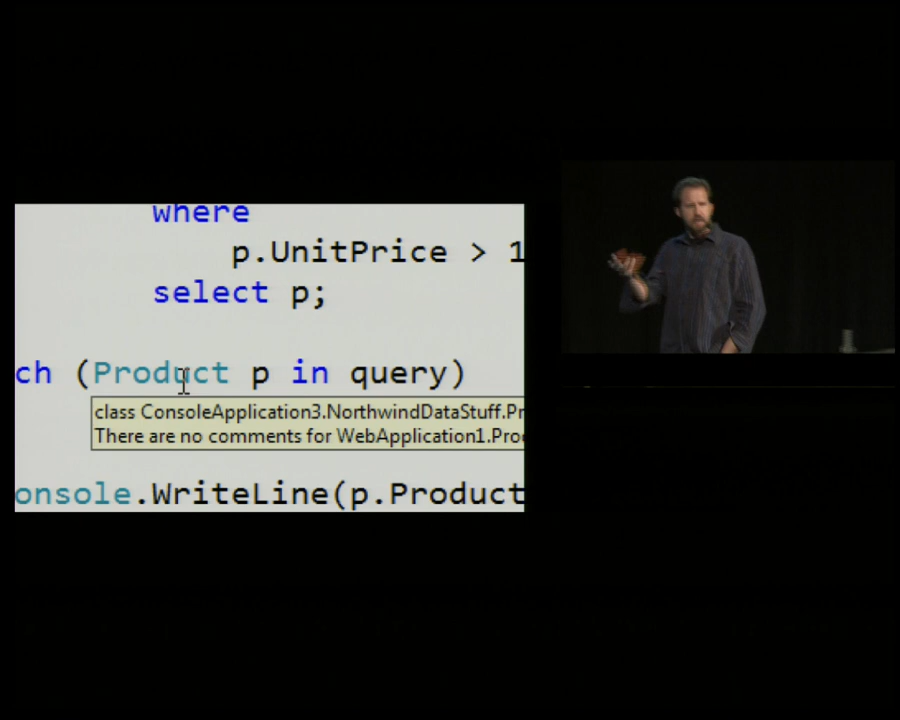 where
p.UnitPrice > 1
select p;
ch (Product p in query)
class ConsoleApplication3.NorthwindDataStuff.Pr
There are no comments for WebApplication1.Pro
onsole.WriteLine(p.Product